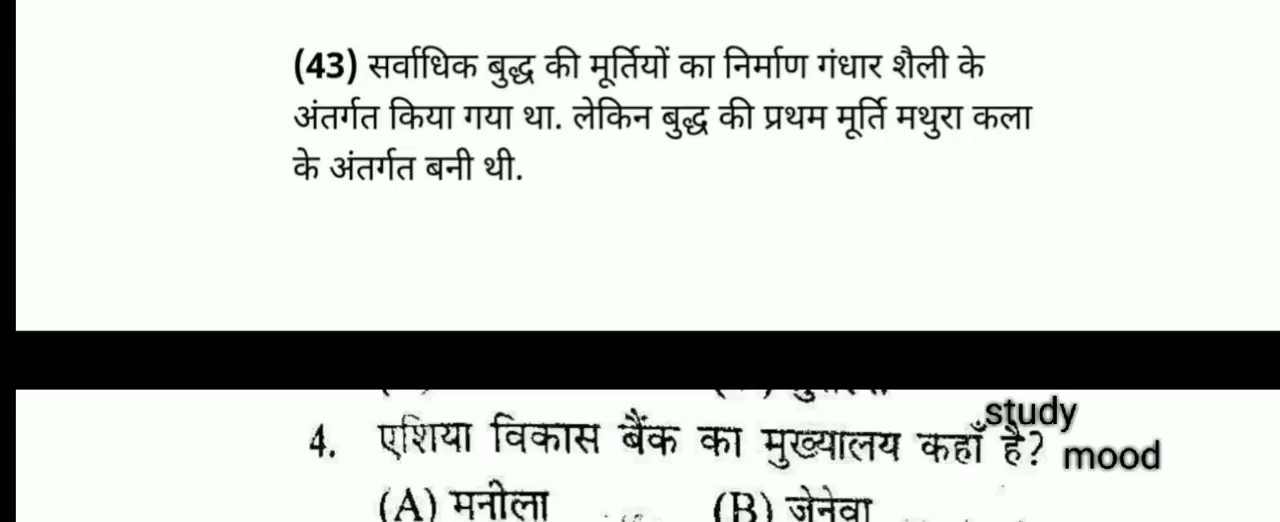 (43) सर्वाधिक बुद्ध की मूर्तियों का निर्माण गंधार शैली के
अंतर्गत किया गया था. लेकिन बुद्ध की प्रथम मूर्ति मथुरा कला
के अंतर्गत बनी थी.
study
4. एशिया विकास बैंक का मुख्यालय कहाँ है?
mood
(A) मनीला (B) जेनेवा